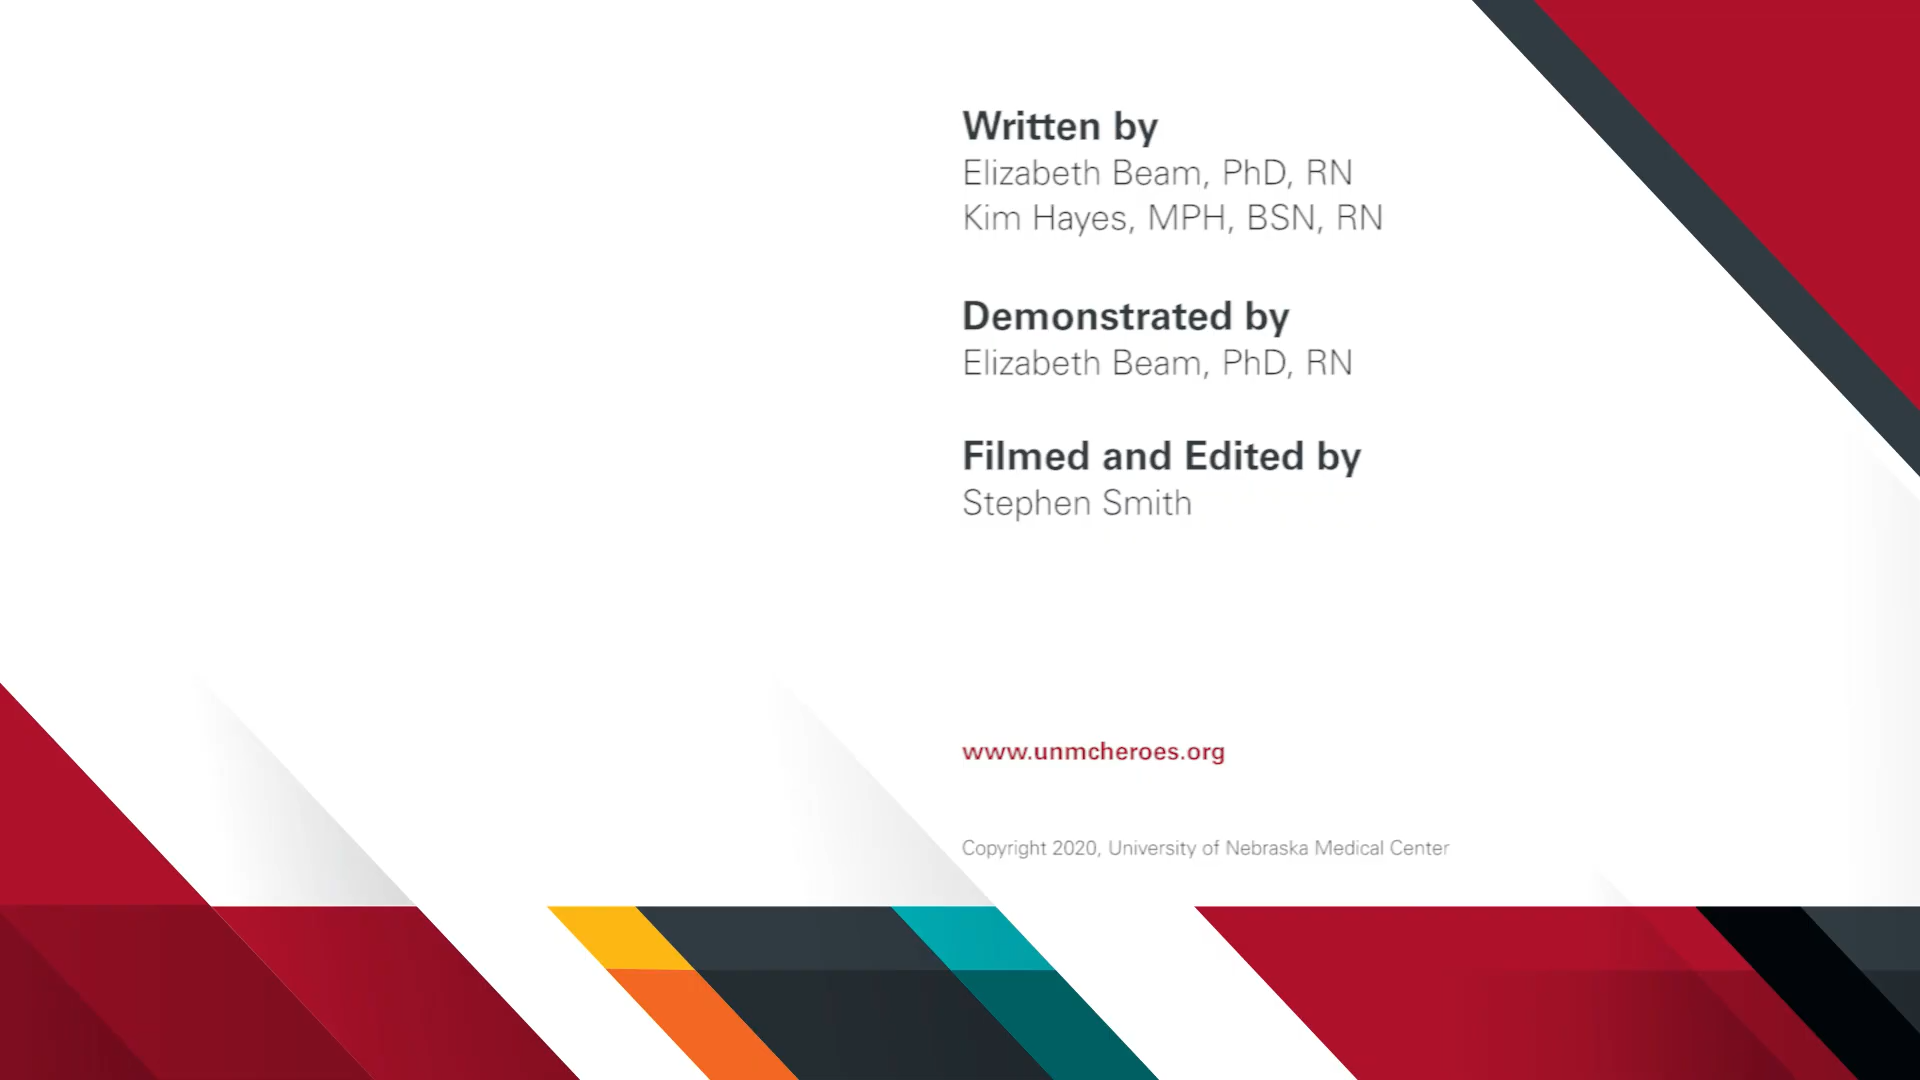 Written by
Elizabeth Beam, PhD, RN
Kim Hayes, MPH, BSN, RN
Demonstrated by
Elizabeth Beam, PhD, RN
Filmed and Edited by
Stephen Smith
www.unmcheroes.org
Copyright 2020, University of Nebraska Medical Center